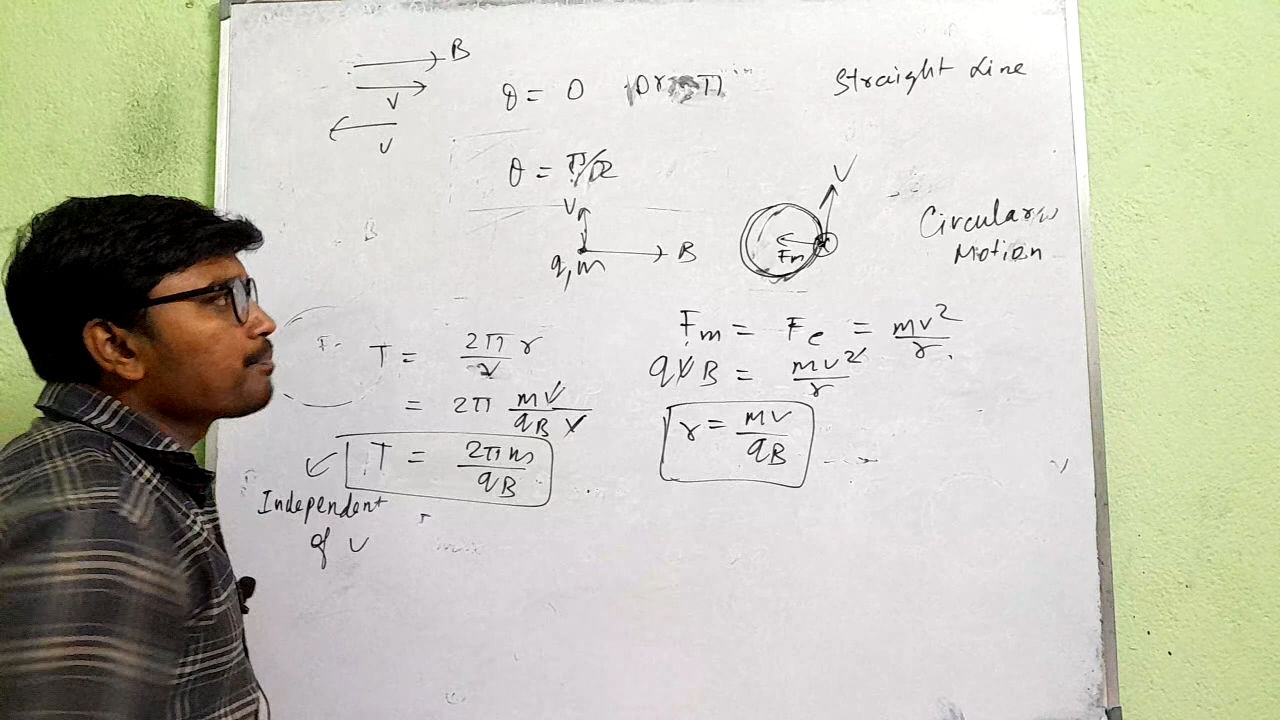 B
V
V
θ = 0 or π
Straight Line
θ = π/2
V
B
q, m
V
Fm
Circular
Motion
T = 2πr/v
= 2π mv/qB v
T = 2πm/qB
Independent
of v
Fm = Fc = mv²/r.
qvB = mv²/r
r = mv/qB